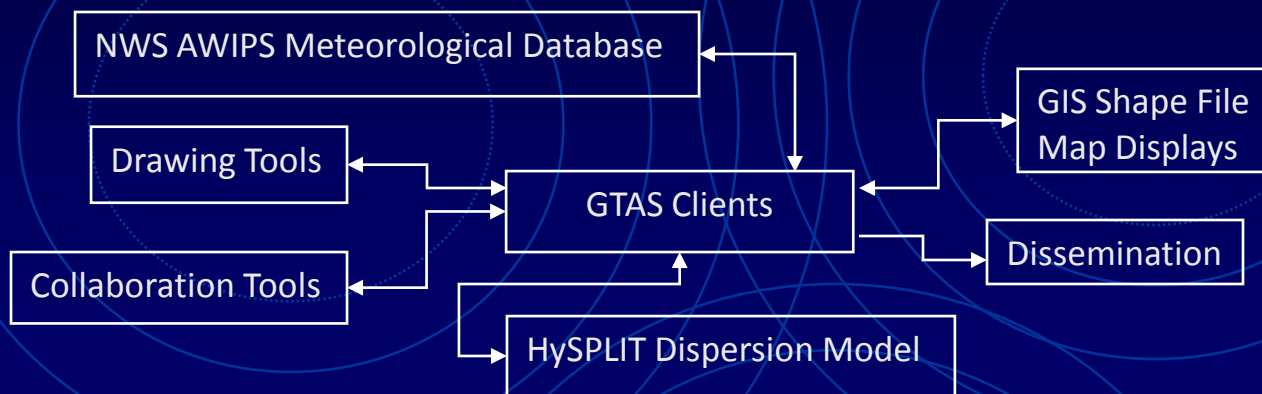 NWS AWIPS Meteorological Database
GIS Shape File
Map Displays
Drawing Tools
GTAS Clients
Dissemination
Collaboration Tools
HySPLIT Dispersion Model